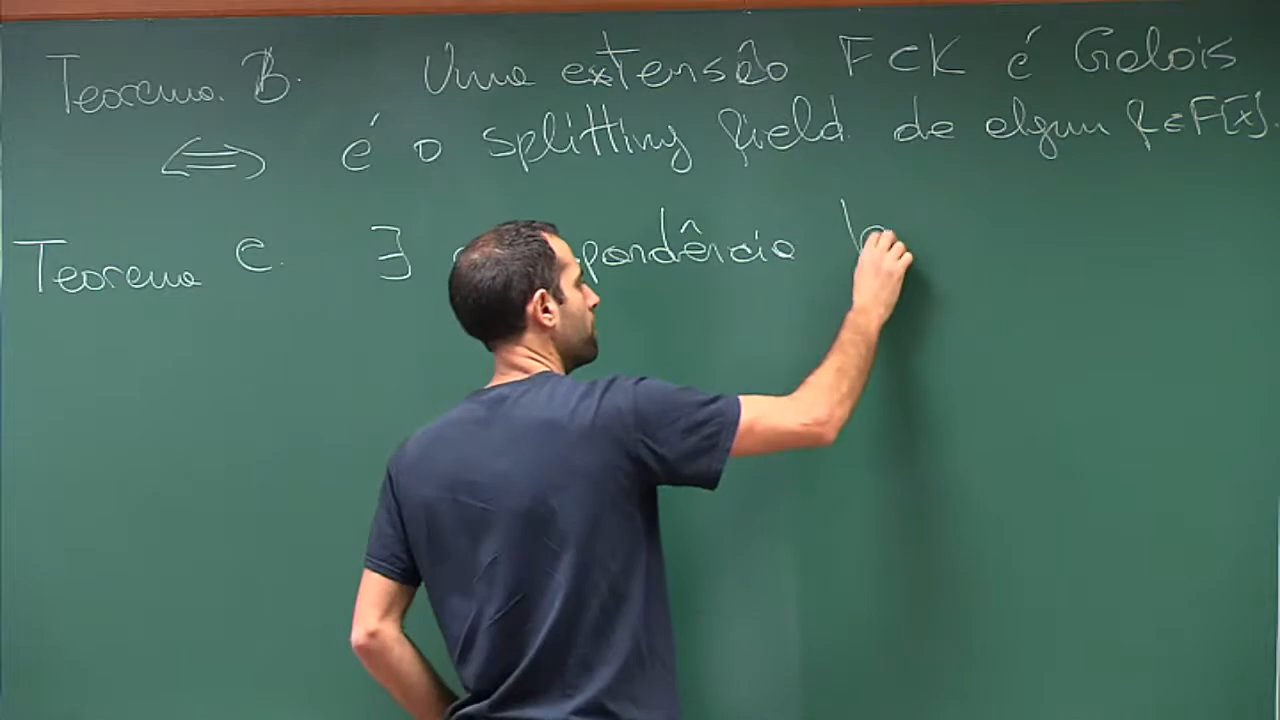 Teorema B. Uma extensão F⊂K é Galois
⟺ é o splitting field de algum f∈F[x].
Teorema C. ∃ correspondência